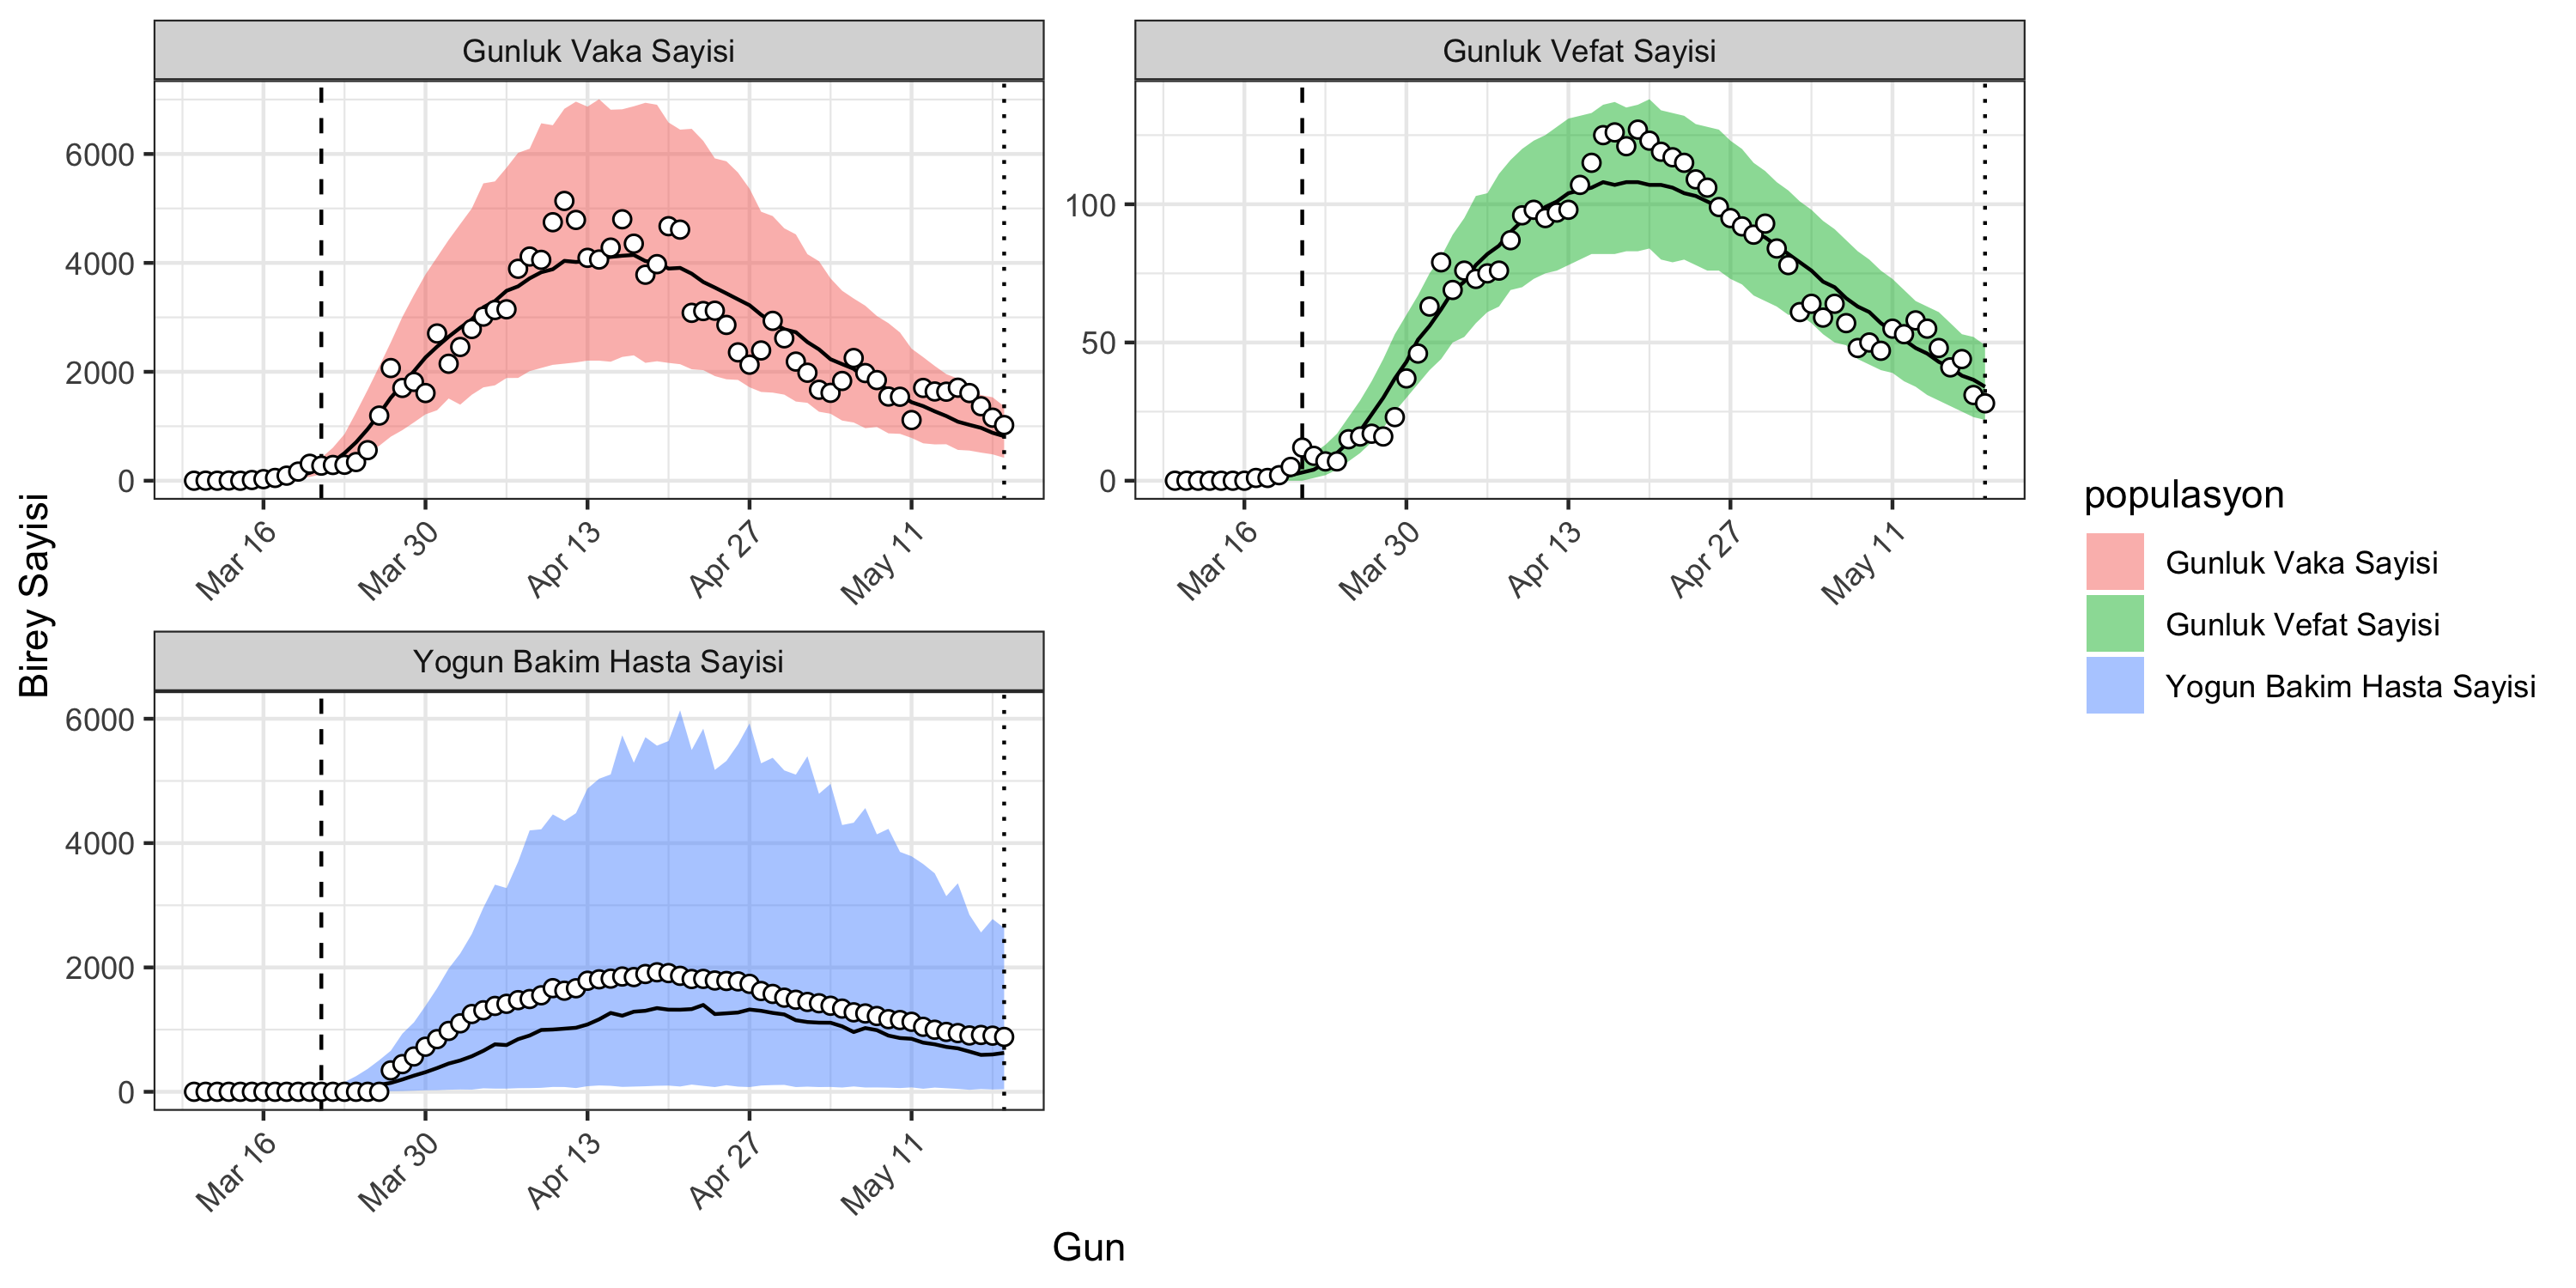 Gunluk Vaka Sayisi
6000
4000
2000
0
Mar 16
Mar 30
Apr 13
Apr 27
May 11
Gunluk Vefat Sayisi
100
50
0
Mar 16
Mar 30
Apr 13
Apr 27
May 11
Birey Sayisi
Yogun Bakim Hasta Sayisi
6000
4000
2000
0
Mar 16
Mar 30
Apr 13
Apr 27
May 11
Gun
populasyon
Gunluk Vaka Sayisi
Gunluk Vefat Sayisi
Yogun Bakim Hasta Sayisi